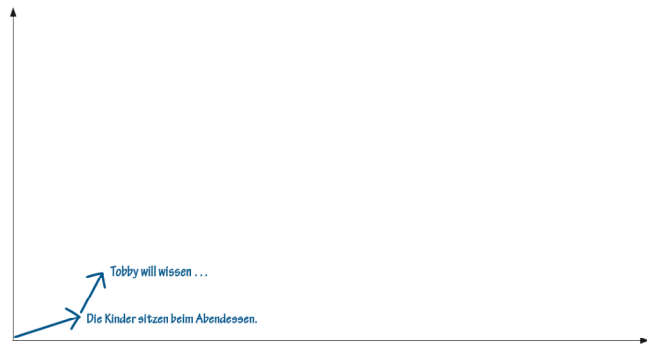 Tobby will wissen . . .
Die Kinder sitzen beim Abendessen.